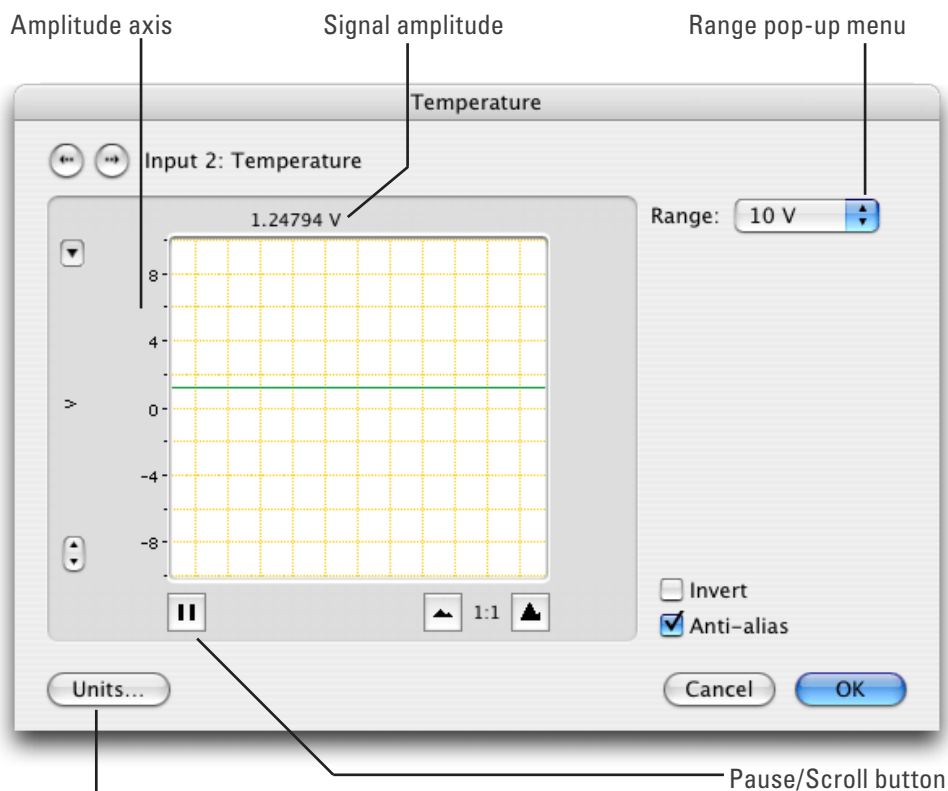 Amplitude axis Signal amplitude Range pop-up menu
Temperature
Input 2: Temperature
1.24794 V
Range: 10 V
8
4
V
0
-4
-8
1:1
Invert
Anti-alias
Units...
Cancel OK
Pause/Scroll button